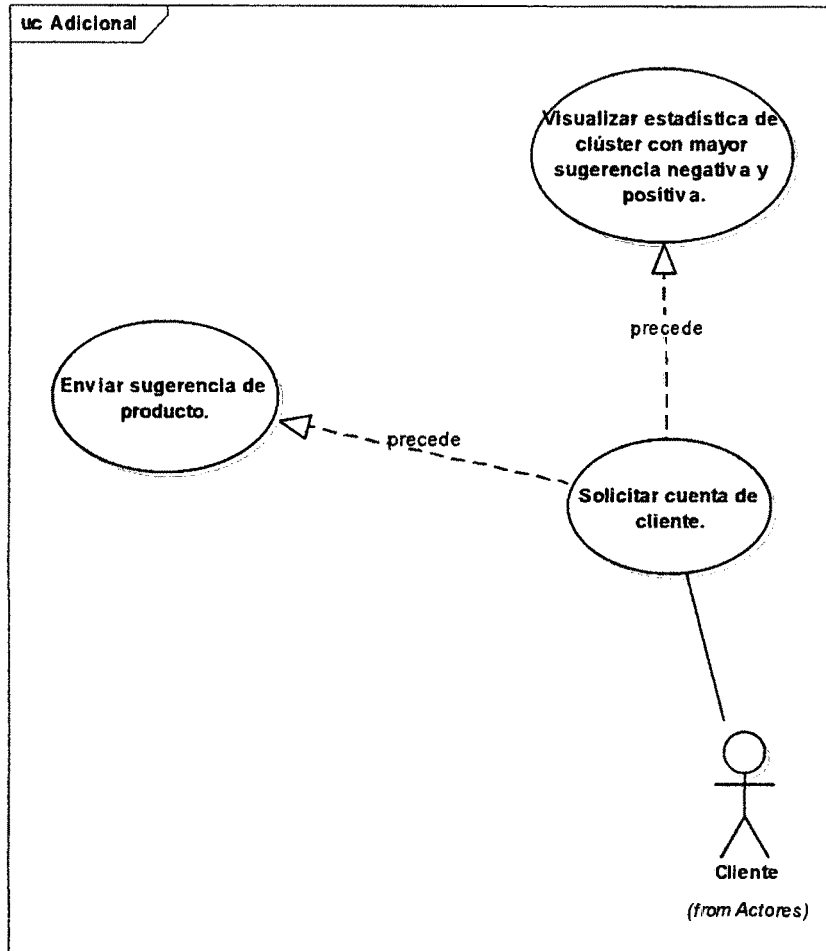 uc Adicional
Visualizar estadística de
clúster con mayor
sugerencia negativa y
positiva.
precede
Enviar sugerencia de
producto.
precede
Solicitar cuenta de
cliente.
Cliente
(from Actores)